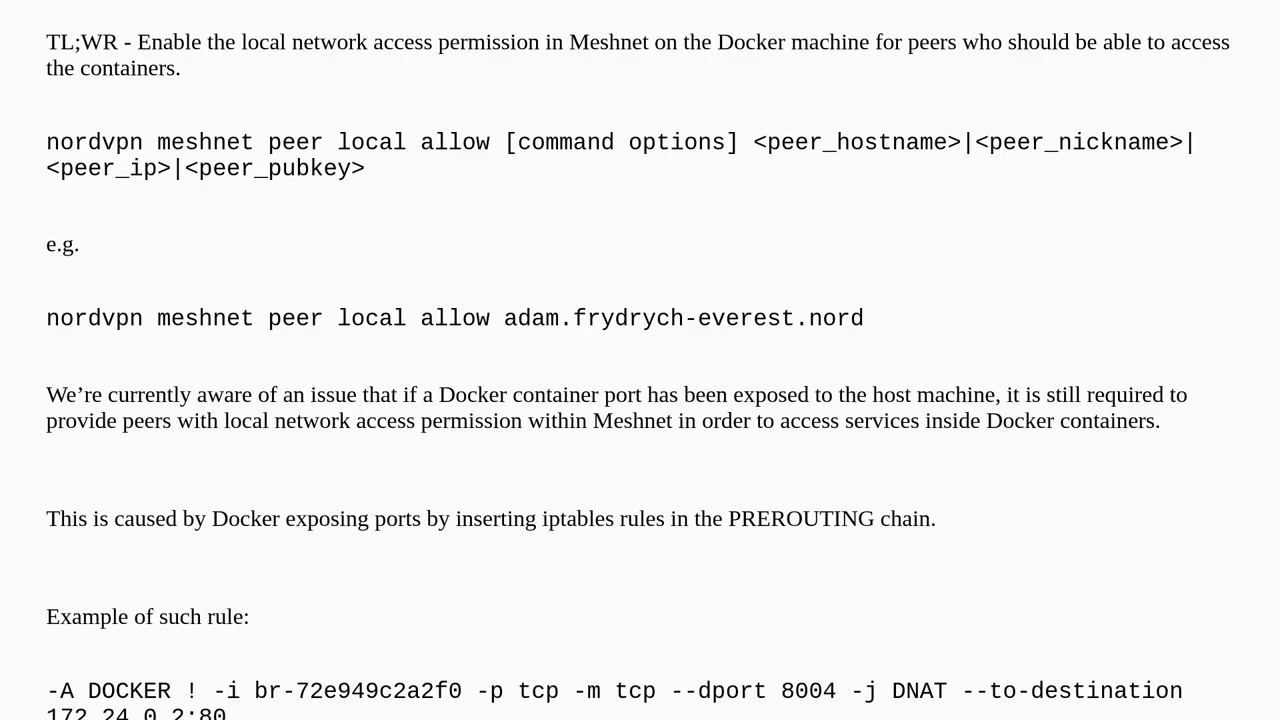 TL;WR - Enable the local network access permission in Meshnet on the Docker machine for peers who should be able to access
the containers.
nordvpn meshnet peer local allow [command options] <peer_hostname>|<peer_nickname>|
<peer_ip>|<peer_pubkey>
e.g.
nordvpn meshnet peer local allow adam.frydrych-everest.nord
We’re currently aware of an issue that if a Docker container port has been exposed to the host machine, it is still required to
provide peers with local network access permission within Meshnet in order to access services inside Docker containers.
This is caused by Docker exposing ports by inserting iptables rules in the PREROUTING chain.
Example of such rule:
-A DOCKER ! -i br-72e949c2a2f0 -p tcp -m tcp --dport 8004 -j DNAT --to-destination
172.24.0.2:80